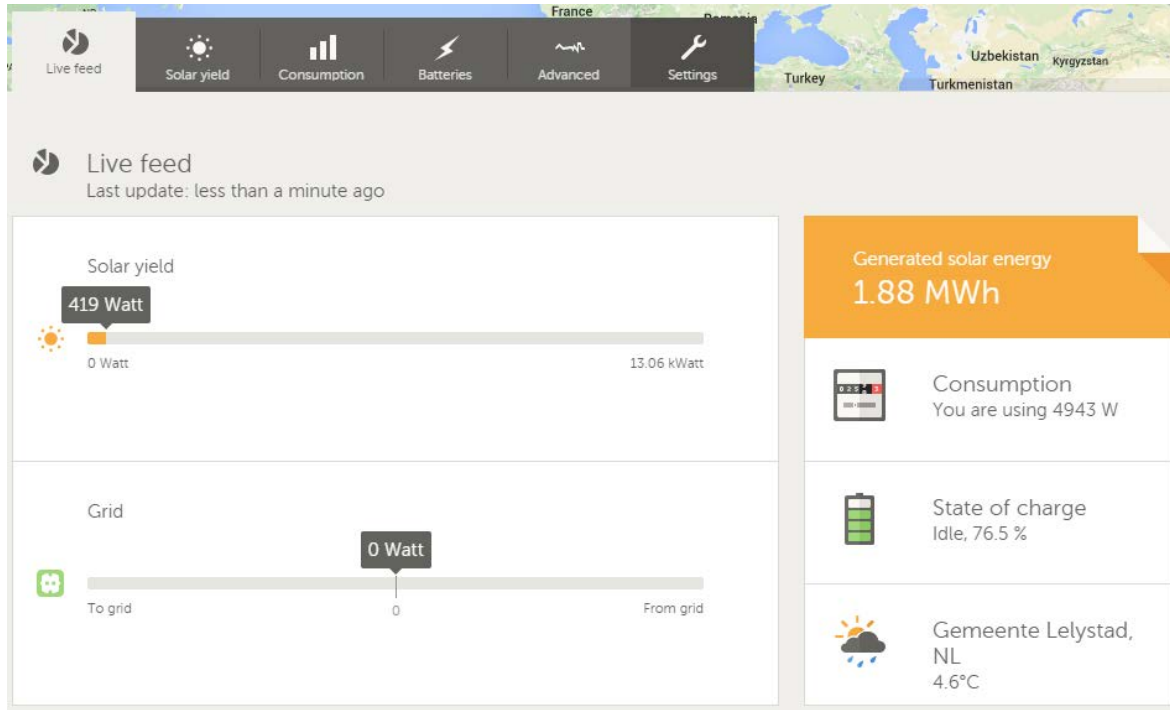 France
Romania
Uzbekistan
Kyrgyzstan
Turkey
Turkmenistan
Live feed
Solar yield
Consumption
Batteries
Advanced
Settings
Live feed
Last update: less than a minute ago
Solar yield
419 Watt
0 Watt
13.06 kWatt
Grid
0 Watt
To grid
0
From grid
Generated solar energy
1.88 MWh
Consumption
You are using 4943 W
State of charge
Idle, 76.5 %
Gemeente Lelystad,
NL
4.6°C